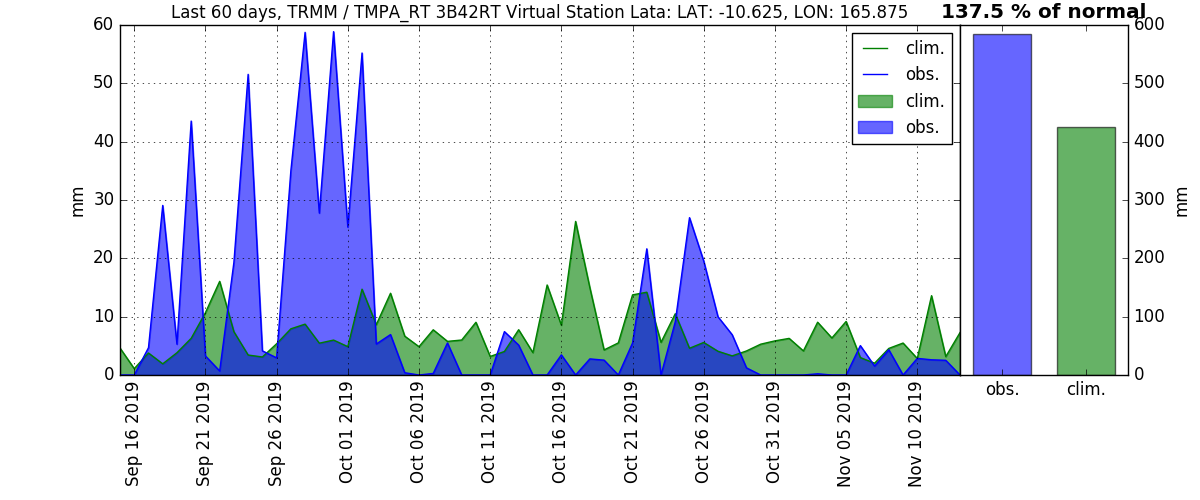 Last 60 days, TRMM / TMPA_RT 3B42RT Virtual Station Lata: LAT: -10.625, LON: 165.875
137.5 % of normal
60
50
40
30
20
10
0
mm
clim.
obs.
clim.
obs.
600
500
400
300
200
100
0
mm
obs.
clim.
Sep 16 2019
Sep 21 2019
Sep 26 2019
Oct 01 2019
Oct 06 2019
Oct 11 2019
Oct 16 2019
Oct 21 2019
Oct 26 2019
Oct 31 2019
Nov 05 2019
Nov 10 2019